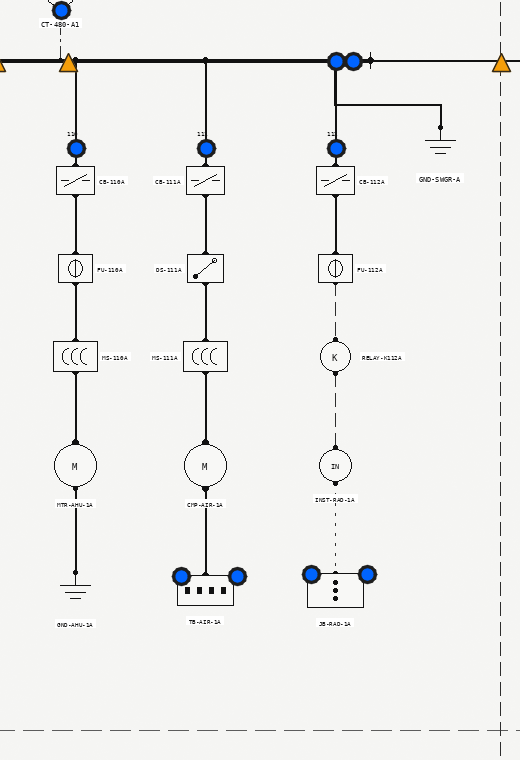 CT-480-A1
111
GND-SWGR-A
CB-110A
CB-111A
CB-112A
FU-110A
DS-111A
FU-112A
MS-110A
MS-111A
K
RELAY-K112A
M
M
IN
MTR-AHU-1A
CMP-AIR-1A
INST-RAD-1A
GND-AHU-1A
TB-AIR-1A
JB-RAD-1A